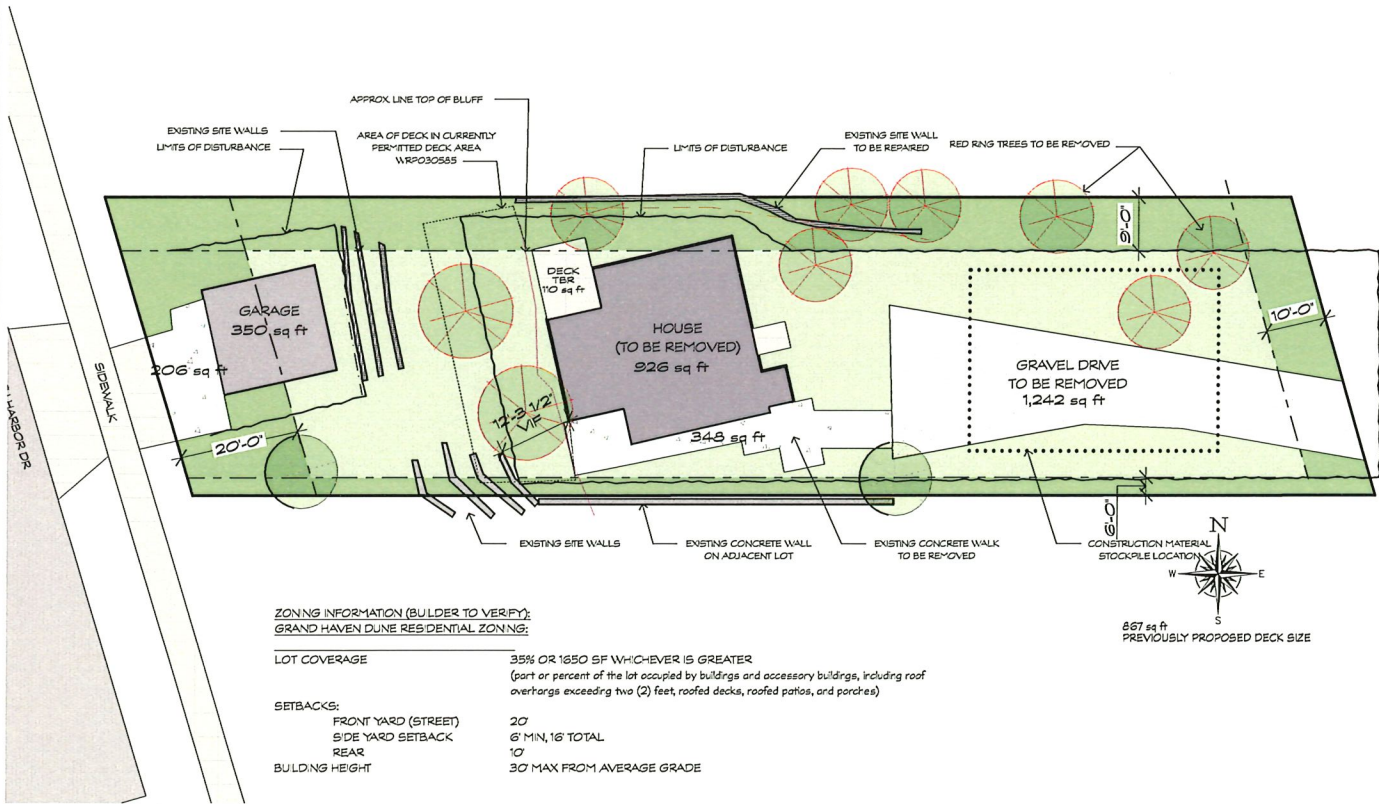 APPROX. LINE TOP OF BLUFF
EXISTING SITE WALLS
LIMITS OF DISTURBANCE
AREA OF DECK IN CURRENTLY
PERMITTED DECK AREA
WRP030585
LIMITS OF DISTURBANCE
EXISTING SITE WALL
TO BE REPAIRED
RED RING TREES TO BE REMOVED
6'-0"
DECK
TBR
110 sq ft
GARAGE
350 sq ft
HOUSE
(TO BE REMOVED)
926 sq ft
10'-0"
206 sq ft
GRAVEL DRIVE
TO BE REMOVED
1,242 sq ft
SIDEWALK
HARBOR DR
12'-3 1/2"
VIF
348 sq ft
20'-0"
6'-0"
EXISTING SITE WALLS
EXISTING CONCRETE WALL
ON ADJACENT LOT
EXISTING CONCRETE WALK
TO BE REMOVED
CONSTRUCTION MATERIAL
STOCKPILE LOCATION
N
W
E
S
867 sq ft
PREVIOUSLY PROPOSED DECK SIZE
ZONING INFORMATION (BUILDER TO VERIFY):
GRAND HAVEN DUNE RESIDENTIAL ZONING:
LOT COVERAGE 35% OR 1650 SF WHICHEVER IS GREATER
(part or percent of the lot occupied by buildings and accessory buildings, including roof
overhangs exceeding two (2) feet, roofed decks, roofed patios, and porches)
SETBACKS:
FRONT YARD (STREET) 20'
SIDE YARD SETBACK 6' MIN, 16' TOTAL
REAR 10'
BUILDING HEIGHT 30' MAX FROM AVERAGE GRADE